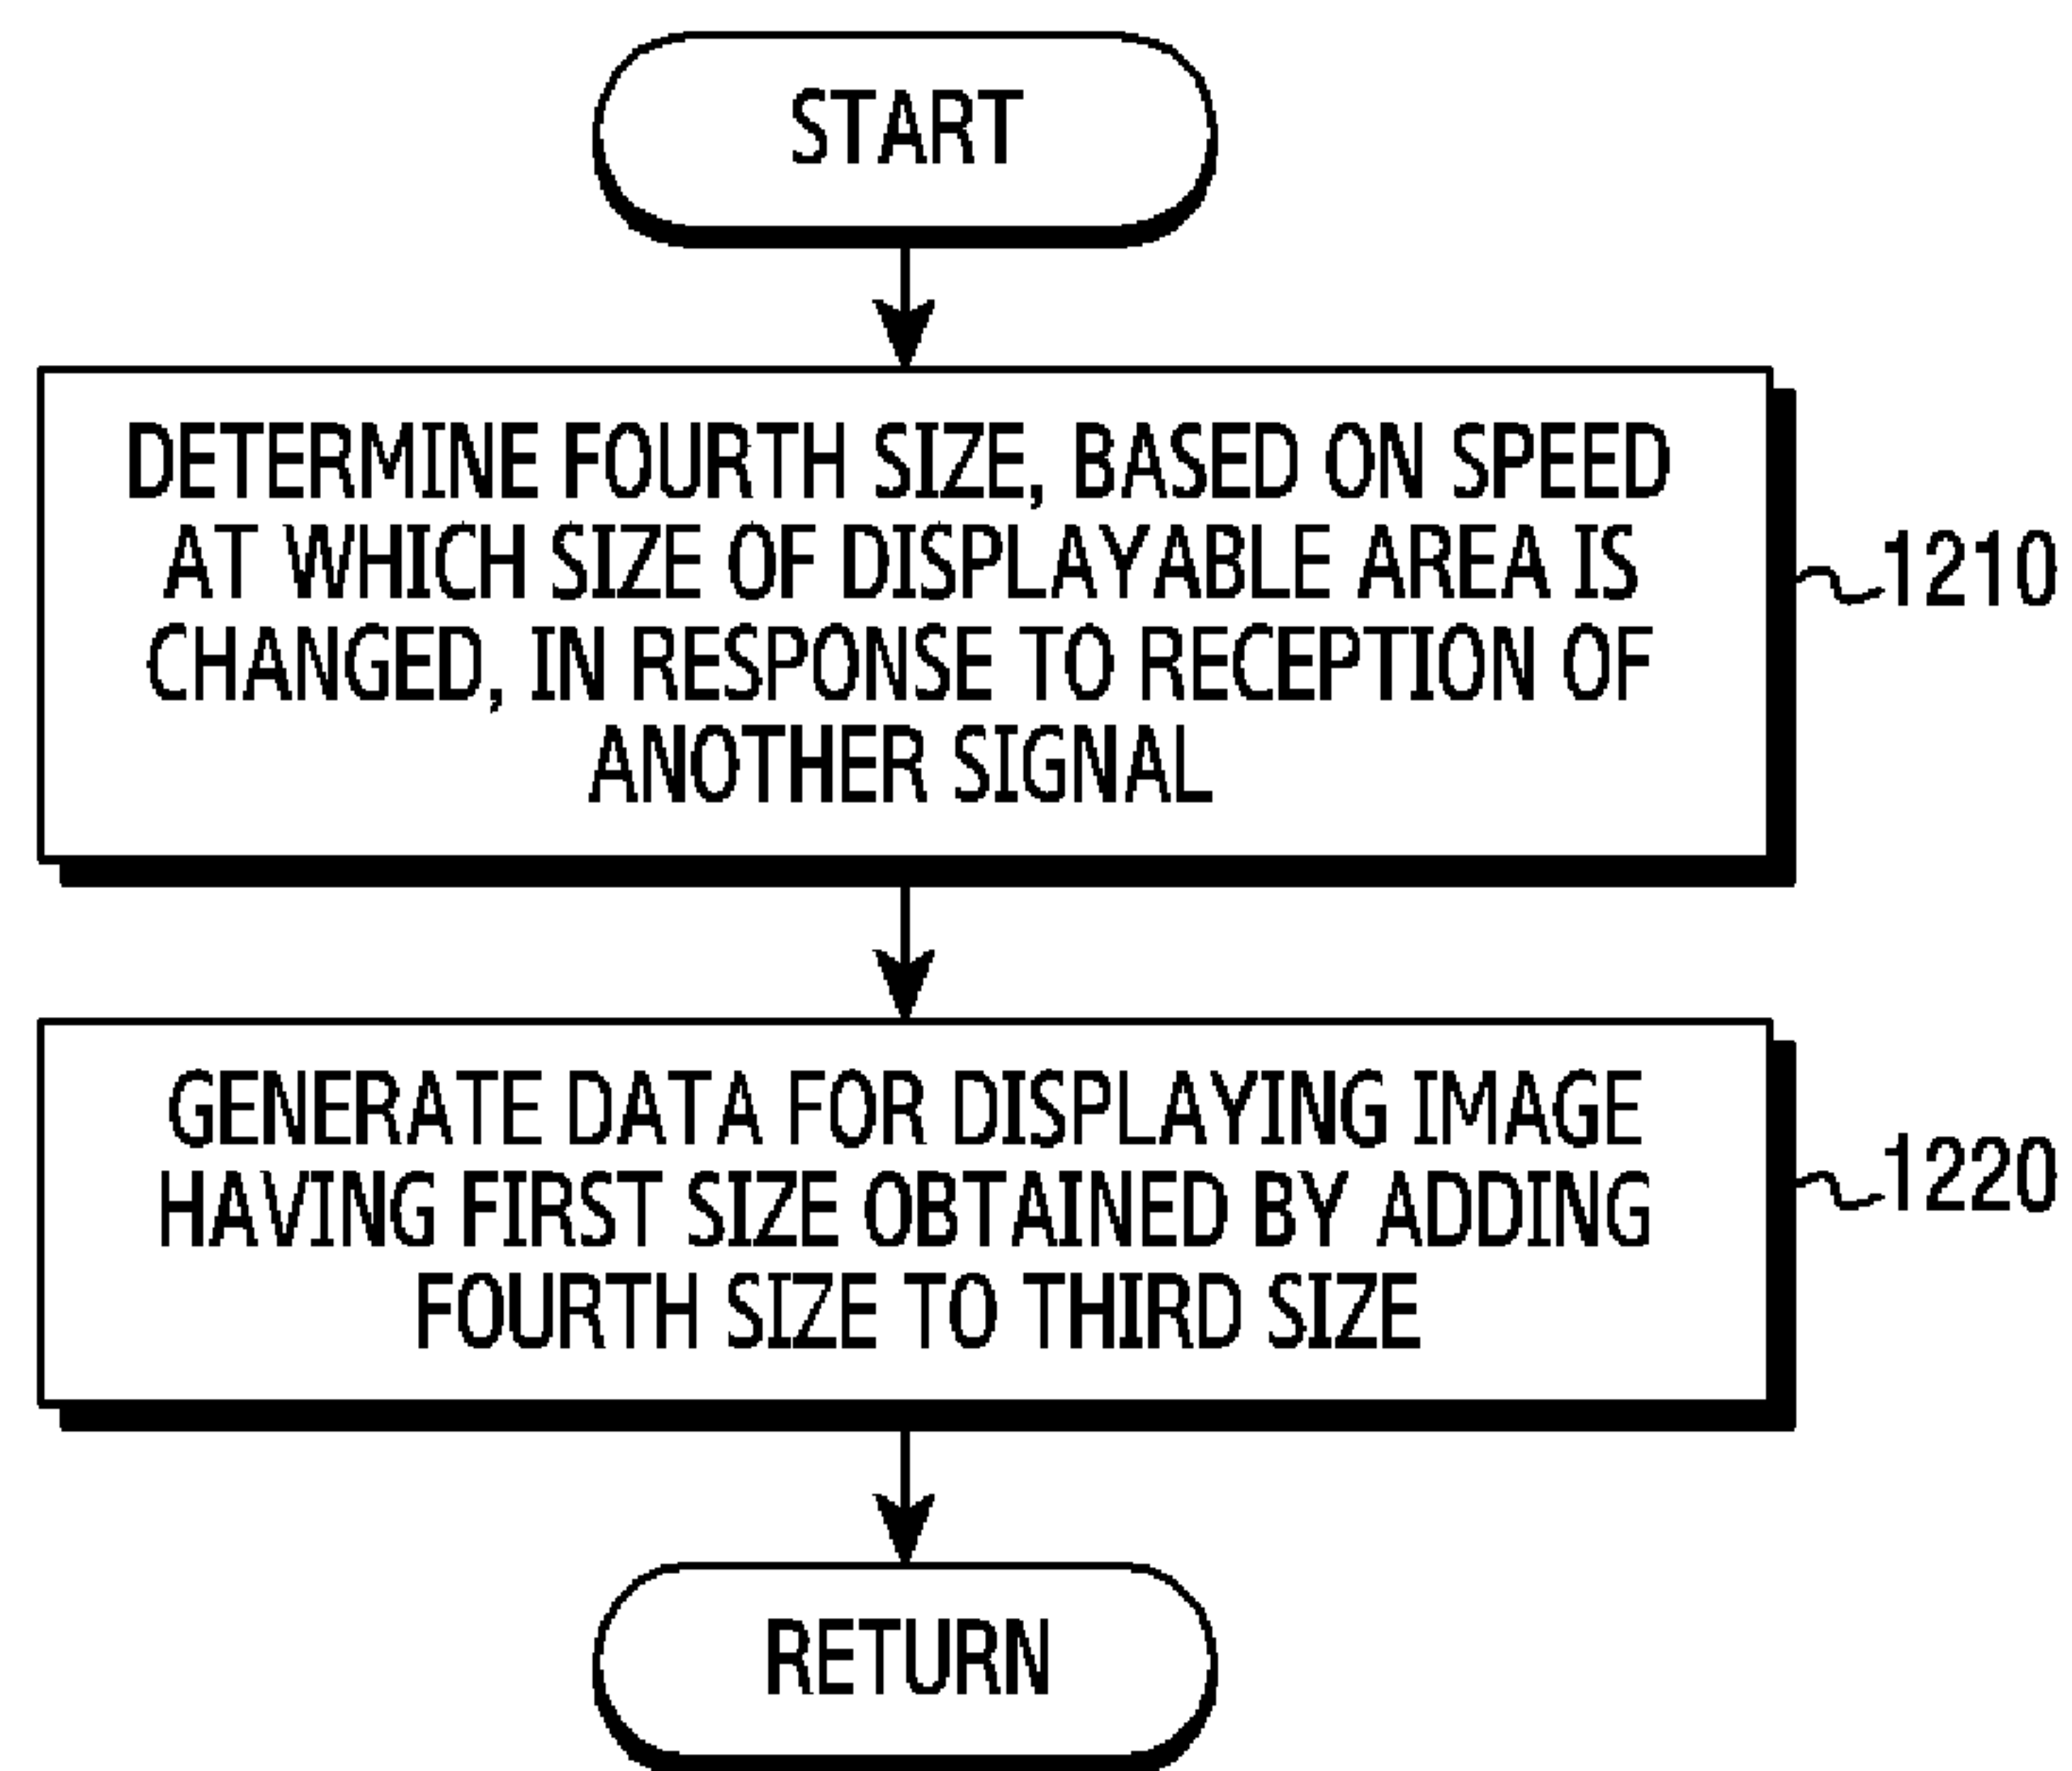 START
DETERMINE FOURTH SIZE, BASED ON SPEED
AT WHICH SIZE OF DISPLAYABLE AREA IS
CHANGED, IN RESPONSE TO RECEPTION OF
ANOTHER SIGNAL
1210
GENERATE DATA FOR DISPLAYING IMAGE
HAVING FIRST SIZE OBTAINED BY ADDING
FOURTH SIZE TO THIRD SIZE
1220
RETURN